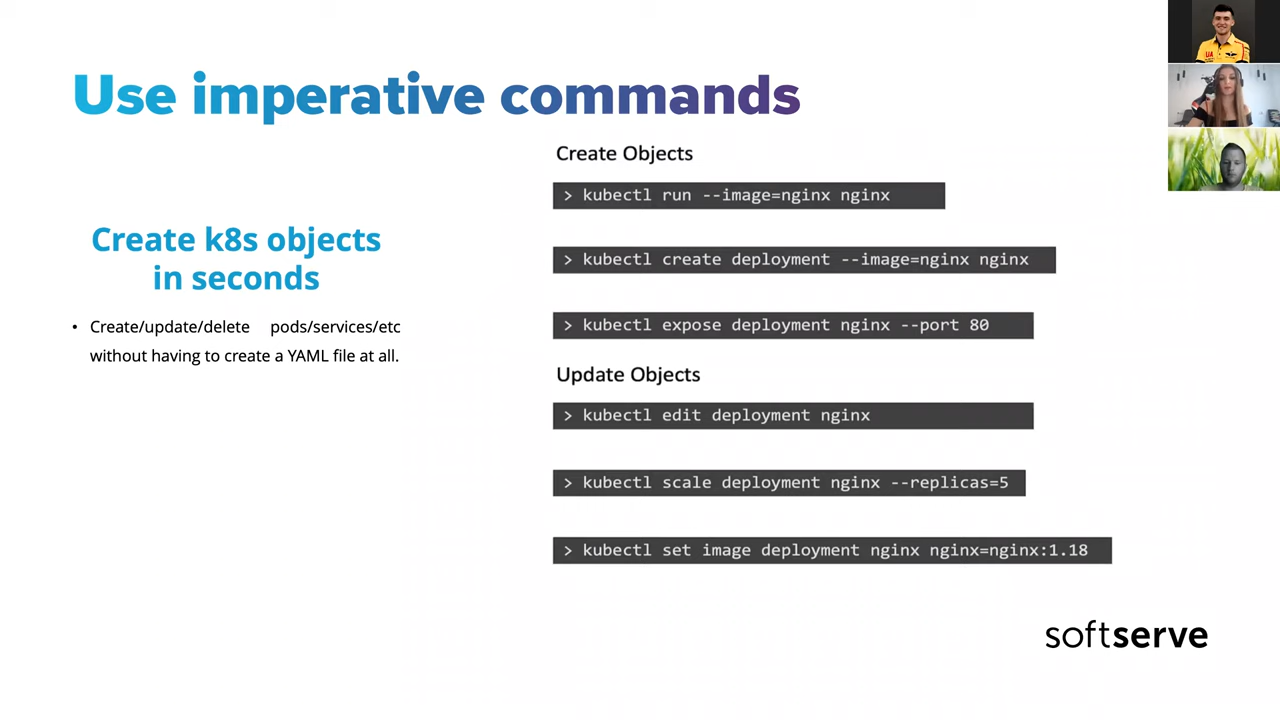 Use imperative commands
Create k8s objects
in seconds
• Create/update/delete pods/services/etc
without having to create a YAML file at all.
Create Objects
> kubectl run --image=nginx nginx
> kubectl create deployment --image=nginx nginx
> kubectl expose deployment nginx --port 80
Update Objects
> kubectl edit deployment nginx
> kubectl scale deployment nginx --replicas=5
> kubectl set image deployment nginx nginx=nginx:1.18
softserve
UA